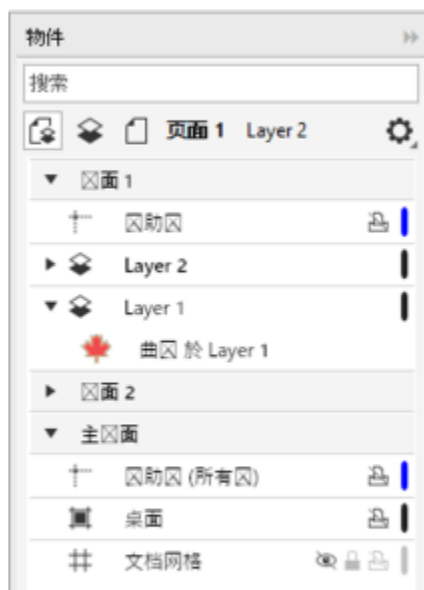 物件
搜索
页面 1 Layer 2
面 1
助
Layer 2
Layer 1
曲 於 Layer 1
面 2
主 面
助 (所有)
桌面
文档网格